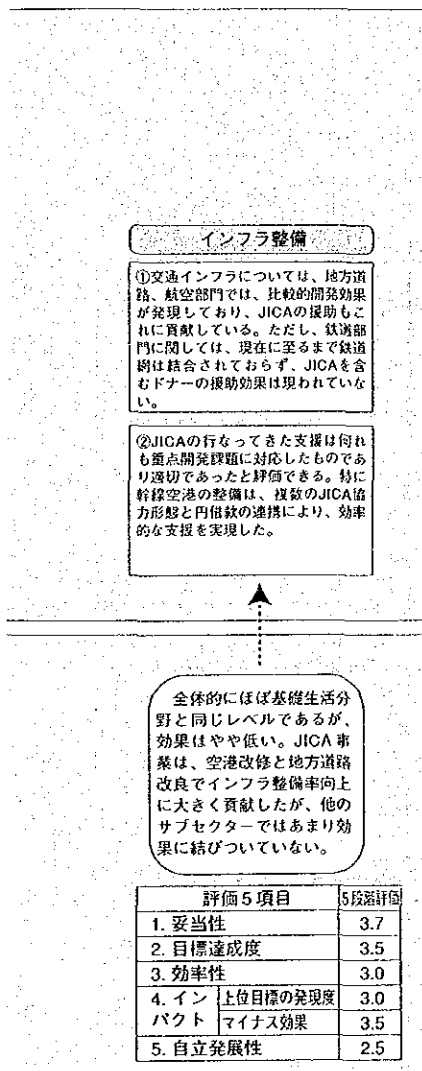 インフラ整備
①交通インフラについては、地方道
路、航空部門では、比較的開発効果
が発現しており、JICAの援助もこ
れに貢献している。ただし、鉄道部
門に関しては、現在に至るまで鉄道
網は結合されておらず、JICAを含
むドナーの援助効果は現われていな
い。
②JICAの行なってきた支援は何れ
も重点開発課題に対応したものであ
り適切であったと評価できる。特に
幹線空港の整備は、複数のJICA協
力形態と円借款の連携により、効率
的な支援を実現した。
全体的にほぼ基礎生活分
野と同じレベルであるが、
効果はやや低い。JICA事
業は、空港改修と地方道路
改良でインフラ整備率向上
に大きく貢献したが、他の
サブセクターではあまり効
果に結びついていない。
評価5項目 5段階評価
1. 妥当性 3.7
2. 目標達成度 3.5
3. 効率性 3.0
4. イン 上位目標の発現度 3.0
パクト マイナス効果 3.5
5. 自立発展性 2.5